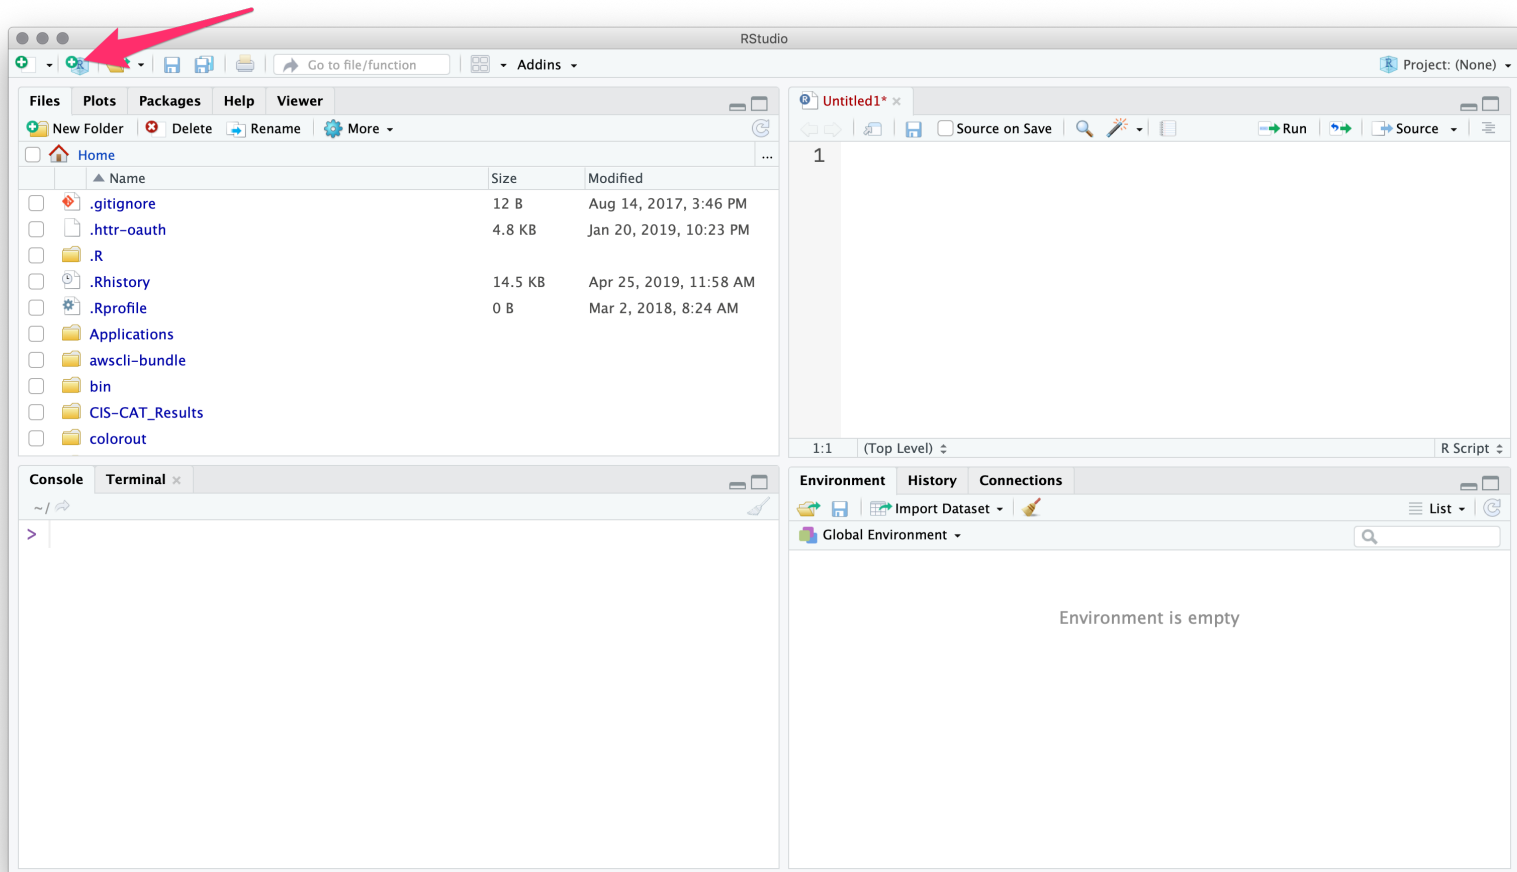 RStudio
Go to file/function
Addins
Project: (None)
Files Plots Packages Help Viewer
New Folder Delete Rename More
Home ...
Name Size Modified
.gitignore 12 B Aug 14, 2017, 3:46 PM
.httr-oauth 4.8 KB Jan 20, 2019, 10:23 PM
.R
.Rhistory 14.5 KB Apr 25, 2019, 11:58 AM
.Rprofile 0 B Mar 2, 2018, 8:24 AM
Applications
awscli-bundle
bin
CIS-CAT_Results
colorout
Untitled1*
Source on Save Run Source
1
1:1 (Top Level) R Script
Console Terminal
~/
>
Environment History Connections
Import Dataset List
Global Environment
Environment is empty